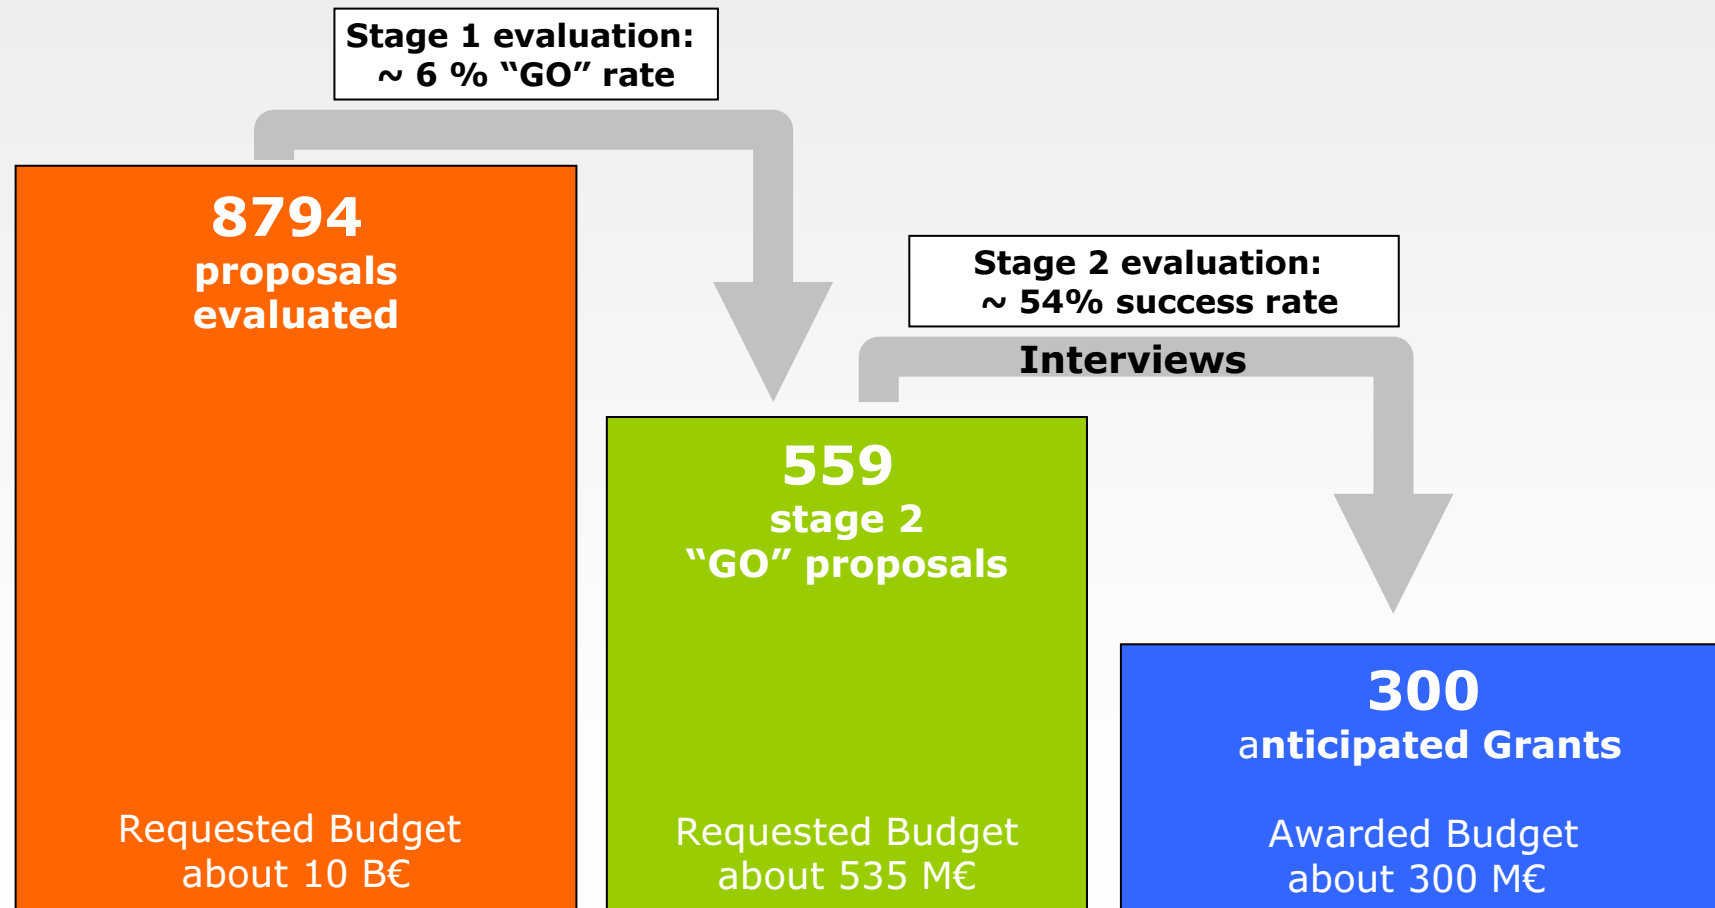 Stage 1 evaluation:
~ 6 % “GO” rate
8794
proposals
evaluated
Requested Budget
about 10 B€
Stage 2 evaluation:
~ 54% success rate
Interviews
559
stage 2
“GO” proposals
Requested Budget
about 535 M€
300
anticipated Grants
Awarded Budget
about 300 M€